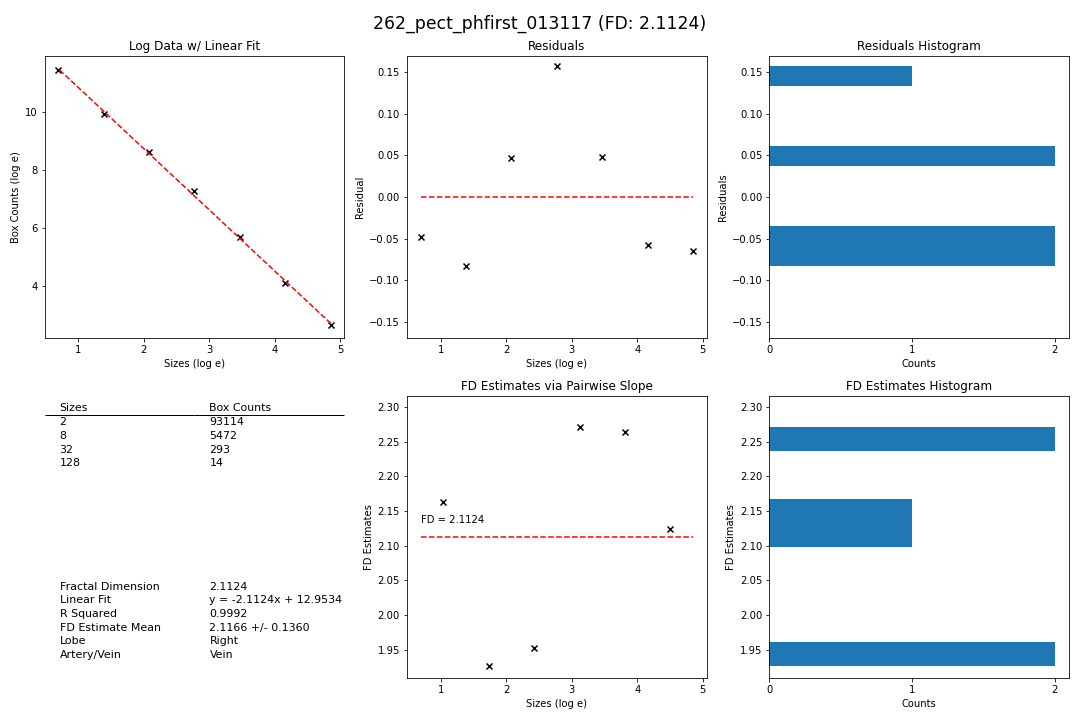 262_pect_phfirst_013117 (FD: 2.1124)
Log Data w/ Linear Fit
Box Counts (log e)
10
8
6
4
1 2 3 4 5
Sizes (log e)
Residuals
Residual
0.15
0.10
0.05
0.00
−0.05
−0.10
−0.15
1 2 3 4 5
Sizes (log e)
Residuals Histogram
Residuals
0.15
0.10
0.05
0.00
−0.05
−0.10
−0.15
0 1 2
Counts
Sizes Box Counts
2 93114
8 5472
32 293
128 14
Fractal Dimension 2.1124
Linear Fit y = -2.1124x + 12.9534
R Squared 0.9992
FD Estimate Mean 2.1166 +/- 0.1360
Lobe Right
Artery/Vein Vein
FD Estimates via Pairwise Slope
FD Estimates
2.30
2.25
2.20
2.15
2.10
2.05
2.00
1.95
FD = 2.1124
1 2 3 4 5
Sizes (log e)
FD Estimates Histogram
FD Estimates
2.30
2.25
2.20
2.15
2.10
2.05
2.00
1.95
0 1 2
Counts